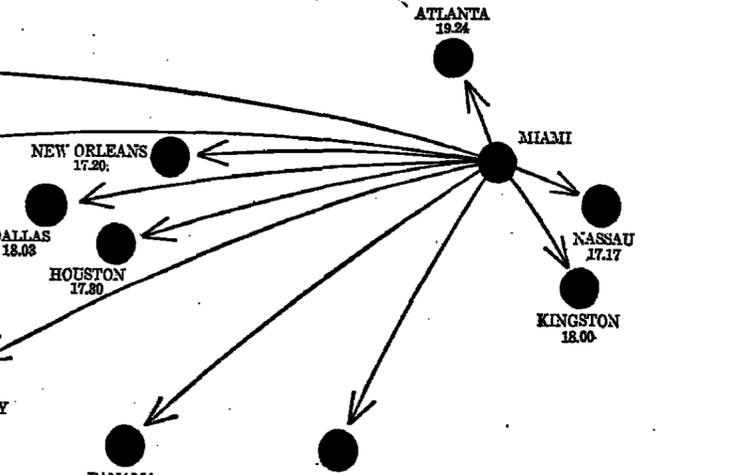 ATLANTA
19.24
MIAMI
NEW ORLEANS
17.20
ALLAS
18.03
HOUSTON
17.30
NASSAU
17.17
KINGSTON
18.00
Y